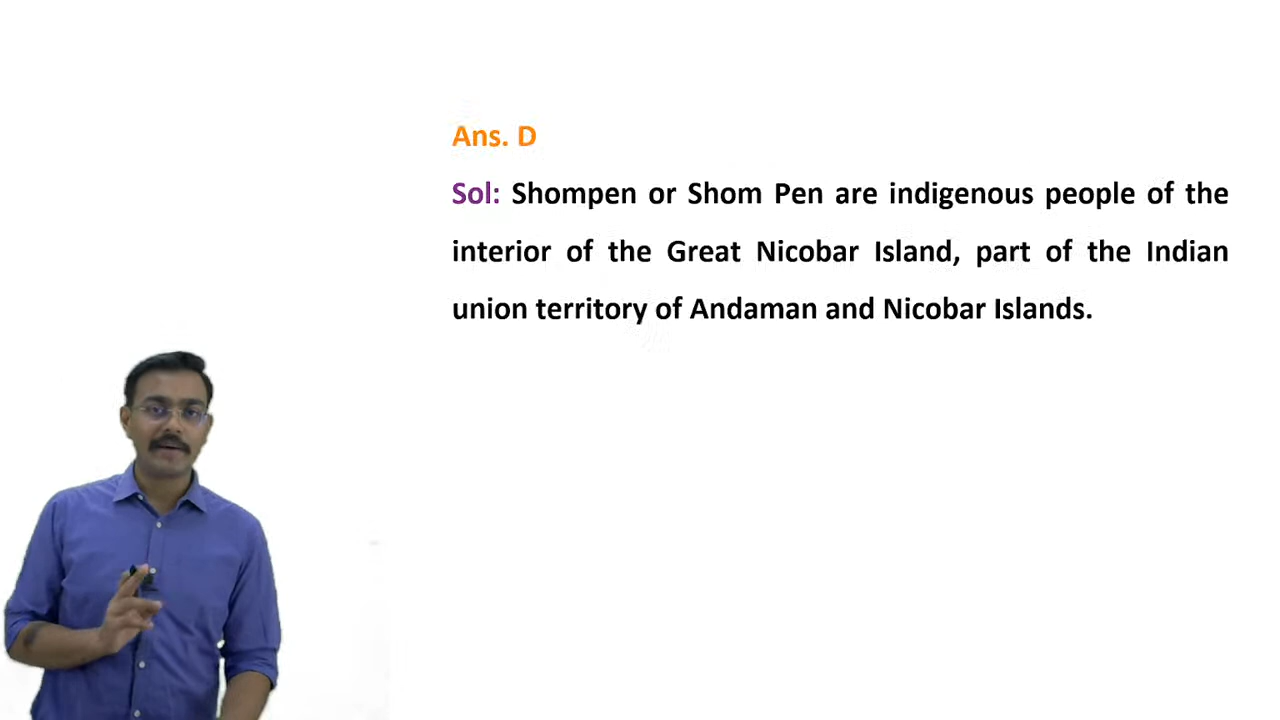 Ans. D
Sol: Shompen or Shom Pen are indigenous people of the
interior of the Great Nicobar Island, part of the Indian
union territory of Andaman and Nicobar Islands.